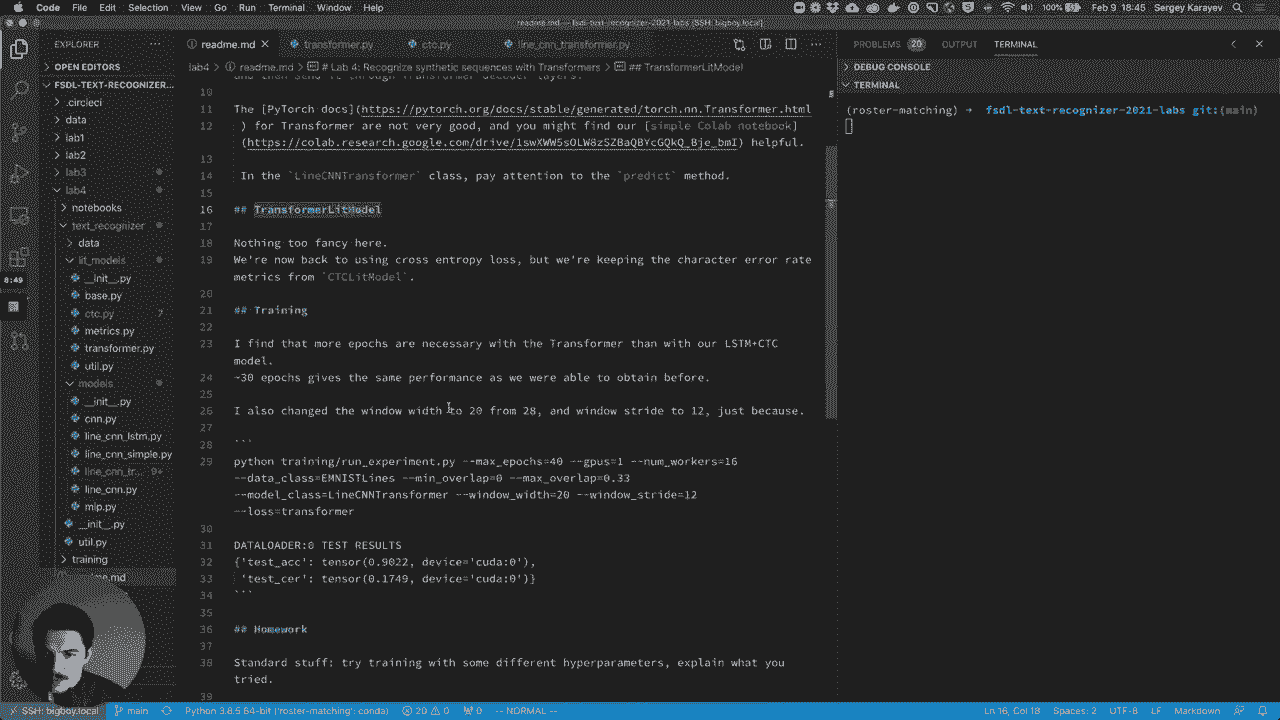 Code File Edit Selection View Go Run Terminal Window Help 100% Feb 9 18:45 Sergey Karayev
readme.md — fsdl-text-recognizer-2021-labs [SSH: bigboy.local]
EXPLORER
OPEN EDITORS
FSDL-TEXT-RECOGNIZER...
.circleci
data
lab1
lab2
lab3
lab4
notebooks
text_recognizer
data
lit_models
__init__.py
base.py
ctc.py 7
metrics.py
transformer.py
util.py
models
__init__.py
cnn.py
line_cnn_lstm.py
line_cnn_simple.py
line_cnn_tr... 9+
line_cnn.py
mlp.py
__init__.py
util.py
training
me.md
8:49
readme.md transformer.py ctc.py line_cnn_transformer.py
lab4 > readme.md > # Lab 4: Recognize synthetic sequences with Transformers > ## TransformerLitModel
and then send it through Transformer decoder layers.
10
11 The [PyTorch docs](https://pytorch.org/docs/stable/generated/torch.nn.Transformer.html
12 ) for Transformer are not very good, and you might find our [simple Colab notebook]
(https://colab.research.google.com/drive/1swXWW5sOLW8zSZBaQBYcGQkQ_Bje_bmI) helpful.
13
14 In the `LineCNNTransformer` class, pay attention to the `predict` method.
15
16 ## TransformerLitModel
17
18 Nothing too fancy here.
19 We're now back to using cross entropy loss, but we're keeping the character error rate
metrics from `CTCLitModel`.
20
21 ## Training
22
23 I find that more epochs are necessary with the Transformer than with our LSTM+CTC
model.
24 ~30 epochs gives the same performance as we were able to obtain before.
25
26 I also changed the window width to 20 from 28, and window stride to 12, just because.
27
28 ```
29 python training/run_experiment.py --max_epochs=40 --gpus=1 --num_workers=16
--data_class=EMNISTLines --min_overlap=0 --max_overlap=0.33
--model_class=LineCNNTransformer --window_width=20 --window_stride=12
--loss=transformer
30
31 DATALOADER:0 TEST RESULTS
32 {'test_acc': tensor(0.9022, device='cuda:0'),
33 'test_cer': tensor(0.1749, device='cuda:0')}
34 ```
35
36 ## Homework
37
38 Standard stuff: try training with some different hyperparameters, explain what you
tried.
39
PROBLEMS 20 OUTPUT TERMINAL
DEBUG CONSOLE
TERMINAL
(roster-matching) → fsdl-text-recognizer-2021-labs git:(main)
SSH: bigboy.local main Python 3.8.5 64-bit ('roster-matching': conda) 20 0 0 -- NORMAL -- Ln 16, Col 18 Spaces: 2 UTF-8 LF Markdown